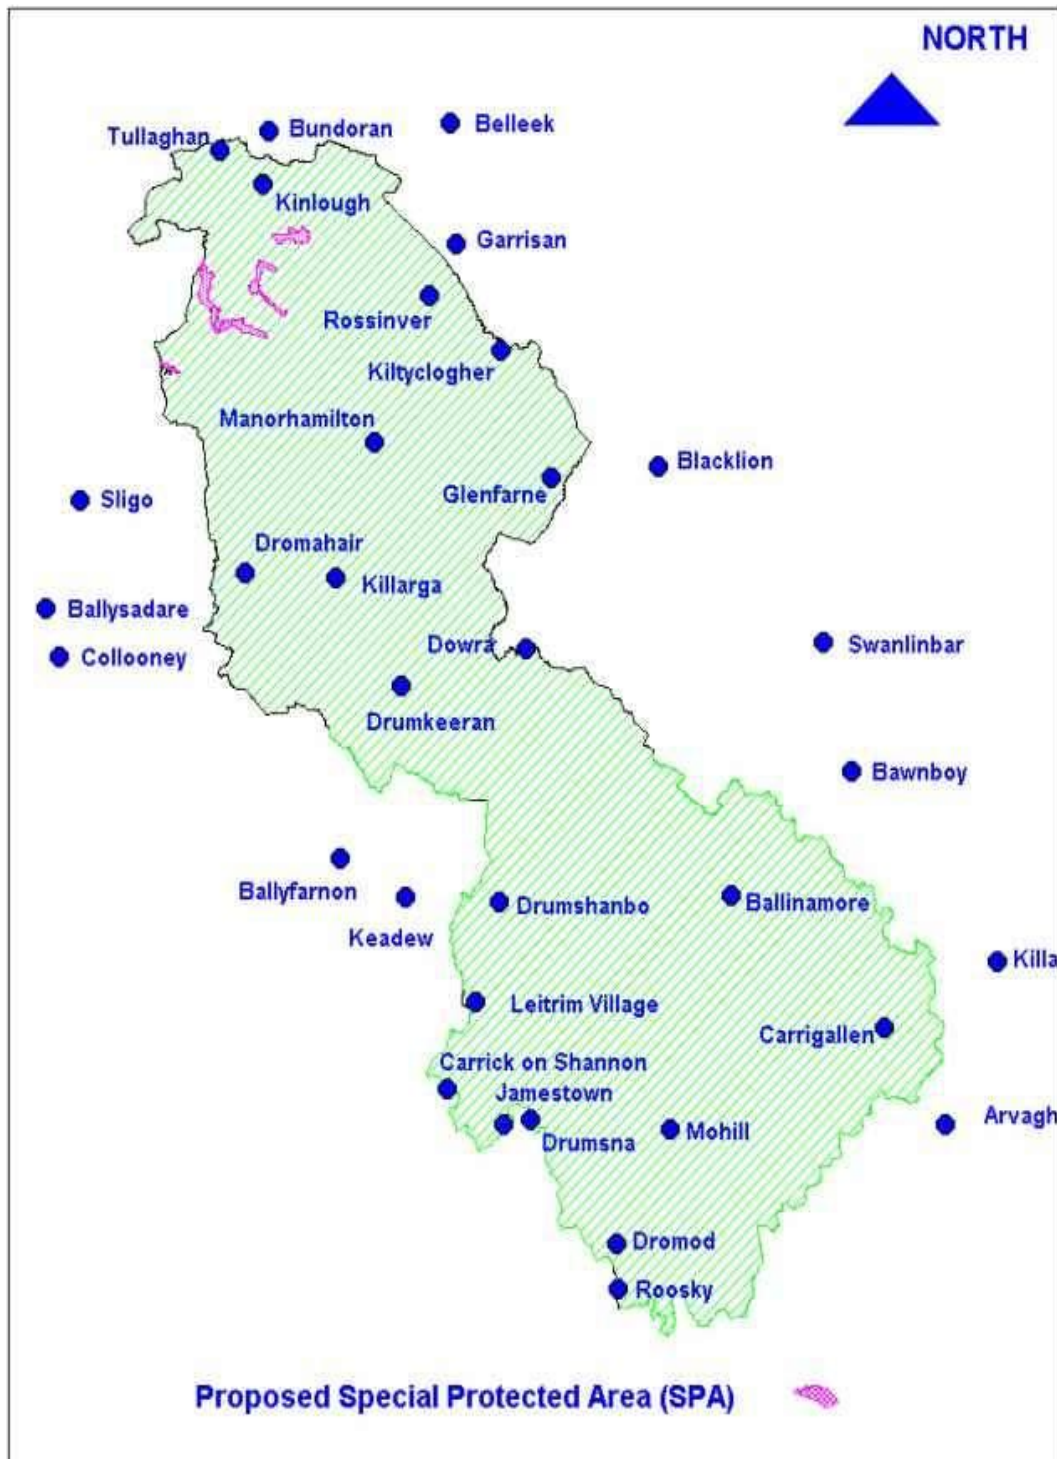 NORTH
Tullaghan
Bundoran
Belleek
Kinlough
Garrisan
Rossinver
Kiltyclogher
Manorhamilton
Blacklion
Glenfarne
Sligo
Dromahair
Killarga
Ballysadare
Dowra
Swanlinbar
Collooney
Drumkeeran
Bawnboy
Ballyfarnon
Drumshanbo
Ballinamore
Keadew
Killa
Leitrim Village
Carrigallen
Carrick on Shannon
Jamestown
Arvagh
Drumsna
Mohill
Dromod
Roosky
Proposed Special Protected Area (SPA)